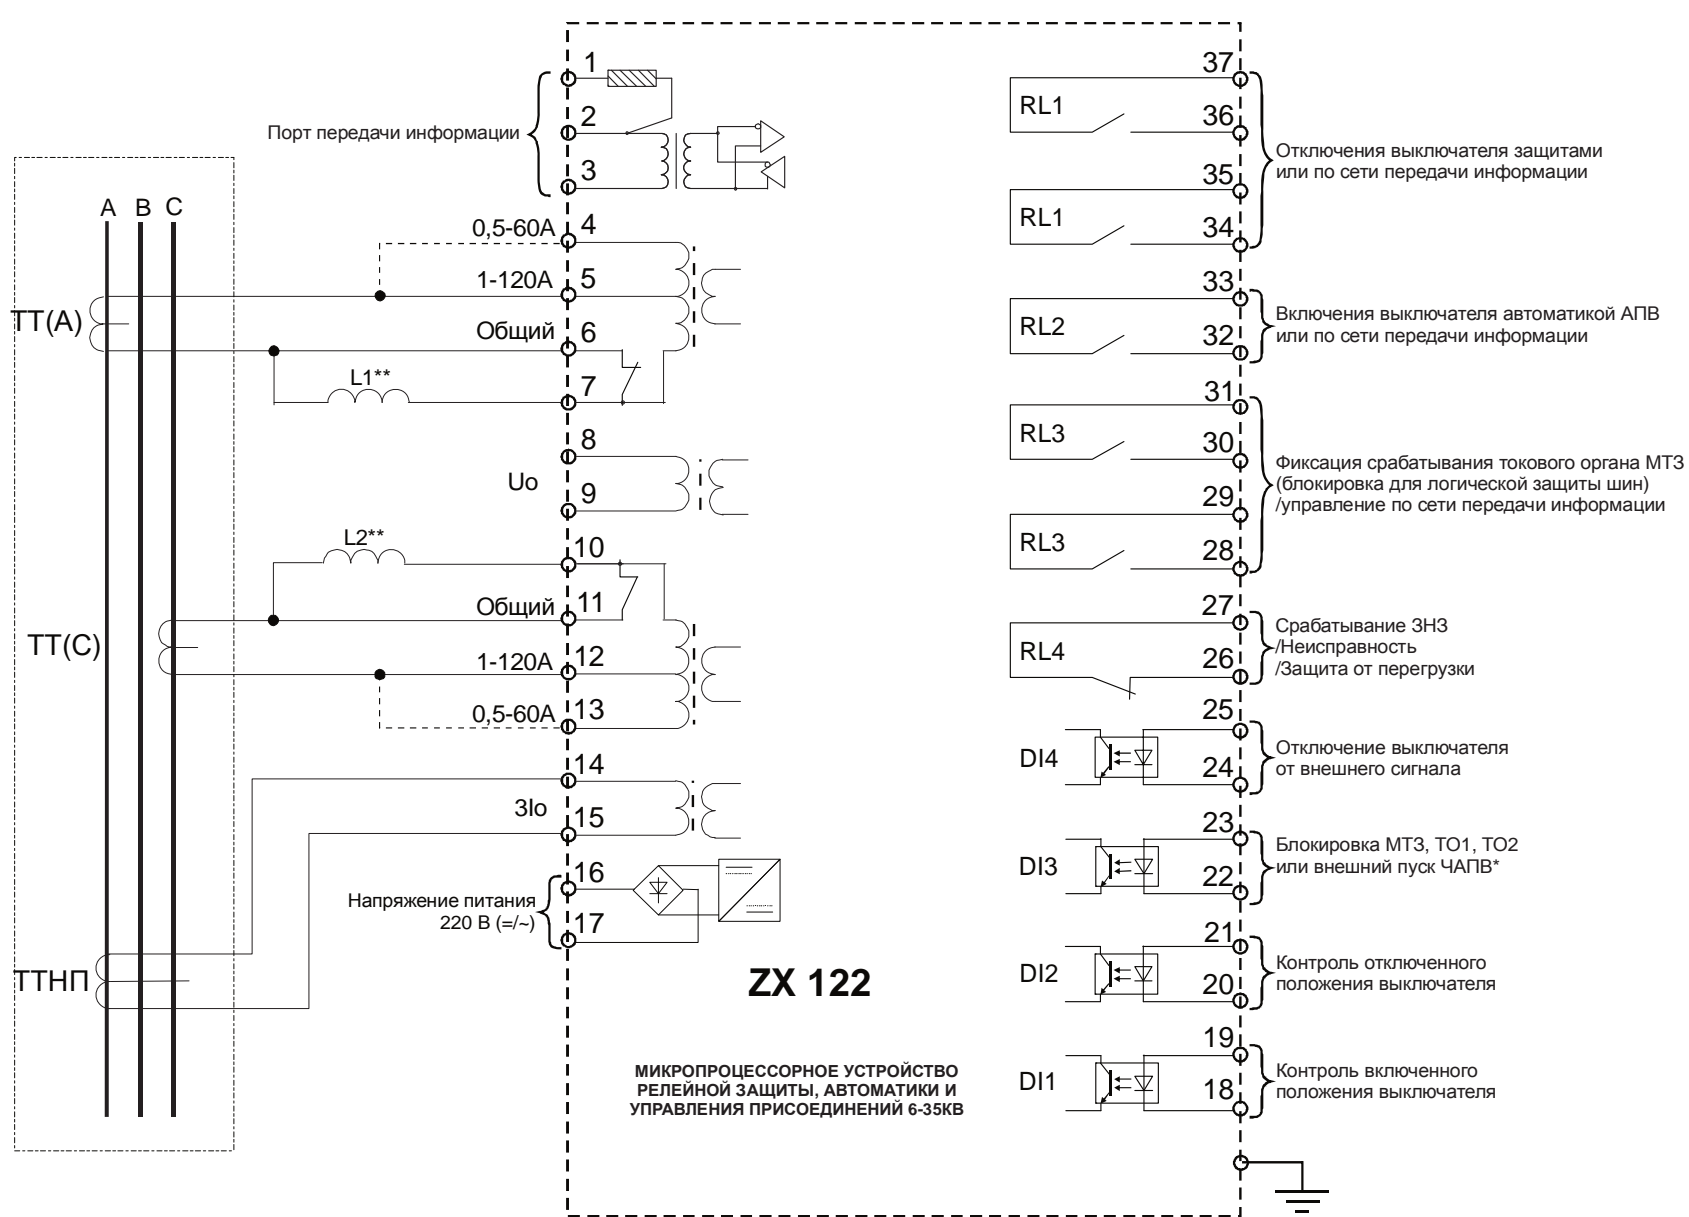 1
2
Порт передачи информации
3
A B C
0,5-60A 4
1-120A 5
ТТ(А)
Общий 6
L1**
7
8
Uo
9
L2**
10
Общий 11
ТТ(С)
1-120A 12
0,5-60A 13
14
3Io
15
16
Напряжение питания
220 В (=/~)
17
ТТНП
ZX 122
МИКРОПРОЦЕССОРНОЕ УСТРОЙСТВО
РЕЛЕЙНОЙ ЗАЩИТЫ, АВТОМАТИКИ И
УПРАВЛЕНИЯ ПРИСОЕДИНЕНИЙ 6-35КВ
37
RL1
36
Отключения выключателя защитами
или по сети передачи информации
35
RL1
34
33
RL2
32
Включения выключателя автоматикой АПВ
или по сети передачи информации
31
RL3
30
Фиксация срабатывания токового органа МТЗ
(блокировка для логической защиты шин)
/управление по сети передачи информации
29
RL3
28
27
RL4
26
Срабатывание ЗНЗ
/Неисправность
/Защита от перегрузки
25
DI4
24
Отключение выключателя
от внешнего сигнала
23
DI3
22
Блокировка МТЗ, ТО1, ТО2
или внешний пуск ЧАПВ*
21
DI2
20
Контроль отключенного
положения выключателя
19
DI1
18
Контроль включенного
положения выключателя